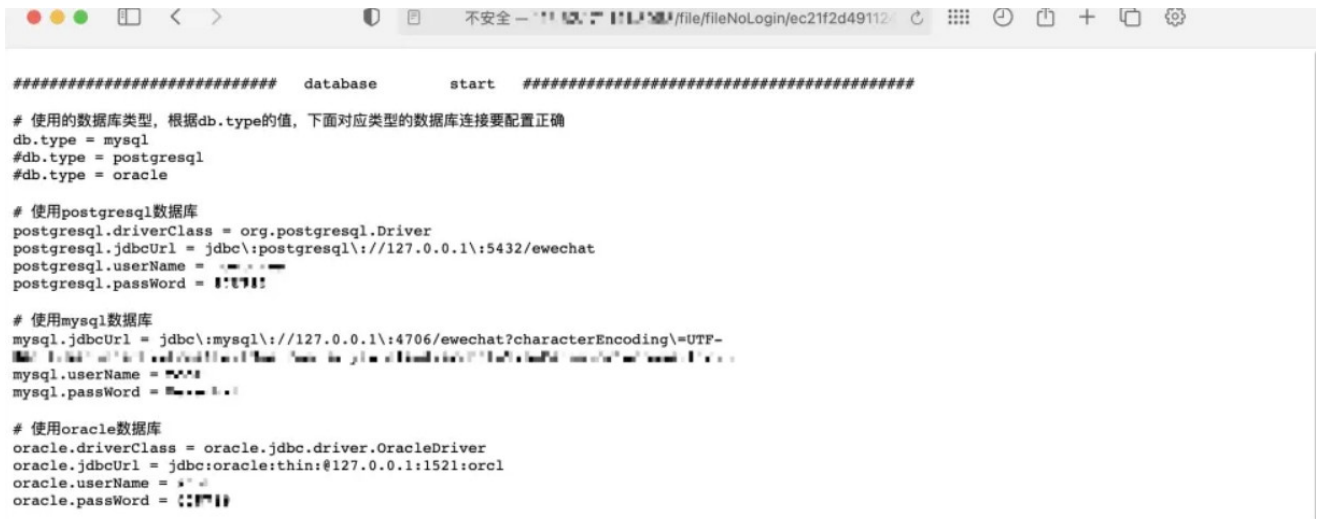 不安全 — /file/fileNoLogin/ec21f2d49112
############################# database start ###########################################
# 使用的数据库类型，根据db.type的值，下面对应类型的数据库连接要配置正确
db.type = mysql
#db.type = postgresql
#db.type = oracle
# 使用postgresql数据库
postgresql.driverClass = org.postgresql.Driver
postgresql.jdbcUrl = jdbc\:postgresql\://127.0.0.1\:5432/ewechat
postgresql.userName =
postgresql.passWord =
# 使用mysql数据库
mysql.jdbcUrl = jdbc\:mysql\://127.0.0.1\:4706/ewechat?characterEncoding\=UTF-
mysql.userName =
mysql.passWord =
# 使用oracle数据库
oracle.driverClass = oracle.jdbc.driver.OracleDriver
oracle.jdbcUrl = jdbc:oracle:thin:@127.0.0.1:1521:orcl
oracle.userName =
oracle.passWord =